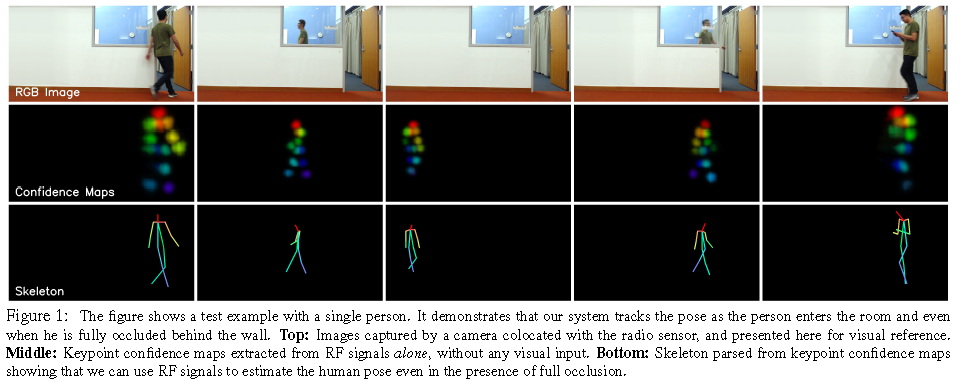 RGB Image
Confidence Maps
Skeleton
Figure 1: The figure shows a test example with a single person. It demonstrates that our system tracks the pose as the person enters the room and even
when he is fully occluded behind the wall. Top: Images captured by a camera colocated with the radio sensor, and presented here for visual reference.
Middle: Keypoint confidence maps extracted from RF signals alone, without any visual input. Bottom: Skeleton parsed from keypoint confidence maps
showing that we can use RF signals to estimate the human pose even in the presence of full occlusion.